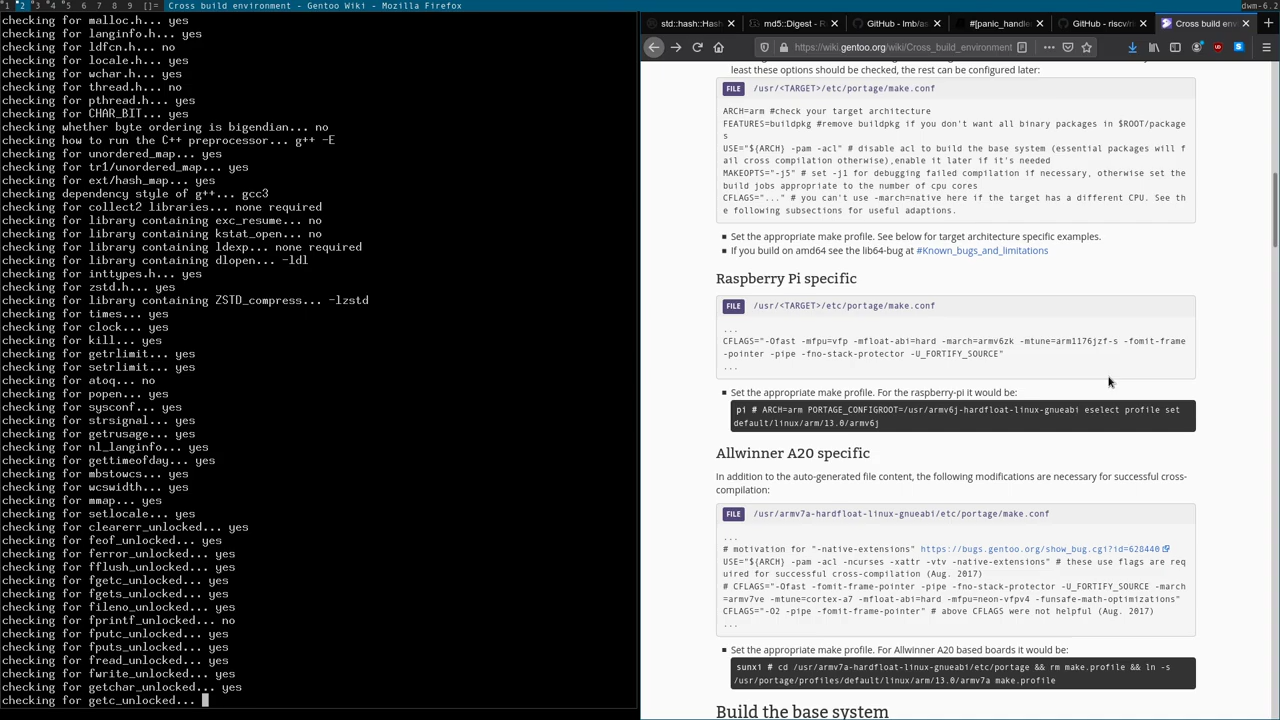 1 2 3 4 5 6 7 8 9 []= Cross build environment - Gentoo Wiki - Mozilla Firefox dwm-6.2
checking for malloc.h... yes
checking for langinfo.h... yes
checking for ldfcn.h... no
checking for locale.h... yes
checking for wchar.h... yes
checking for thread.h... no
checking for pthread.h... yes
checking for CHAR_BIT... yes
checking whether byte ordering is bigendian... no
checking how to run the C++ preprocessor... g++ -E
checking for unordered_map... yes
checking for tr1/unordered_map... yes
checking for ext/hash_map... yes
checking dependency style of g++... gcc3
checking for collect2 libraries... none required
checking for library containing exc_resume... no
checking for library containing kstat_open... no
checking for library containing ldexp... none required
checking for library containing dlopen... -ldl
checking for inttypes.h... yes
checking for zstd.h... yes
checking for library containing ZSTD_compress... -lzstd
checking for times... yes
checking for clock... yes
checking for kill... yes
checking for getrlimit... yes
checking for setrlimit... yes
checking for atoq... no
checking for popen... yes
checking for sysconf... yes
checking for strsignal... yes
checking for getrusage... yes
checking for nl_langinfo... yes
checking for gettimeofday... yes
checking for mbstowcs... yes
checking for wcswidth... yes
checking for mmap... yes
checking for setlocale... yes
checking for clearerr_unlocked... yes
checking for feof_unlocked... yes
checking for ferror_unlocked... yes
checking for fflush_unlocked... yes
checking for fgetc_unlocked... yes
checking for fgets_unlocked... yes
checking for fileno_unlocked... yes
checking for fprintf_unlocked... no
checking for fputc_unlocked... yes
checking for fputs_unlocked... yes
checking for fread_unlocked... yes
checking for fwrite_unlocked... yes
checking for getchar_unlocked... yes
checking for getc_unlocked...
std::hash::Hash md5::Digest - R GitHub - lmb/as #[panic_handle GitHub - riscv/r Cross build env
https://wiki.gentoo.org/wiki/Cross_build_environment
least these options should be checked, the rest can be configured later:
FILE /usr/<TARGET>/etc/portage/make.conf
ARCH=arm #check your target architecture
FEATURES=buildpkg #remove buildpkg if you don't want all binary packages in $ROOT/package
s
USE="${ARCH} -pam -acl" # disable acl to build the base system (essential packages will f
ail cross compilation otherwise),enable it later if it's needed
MAKEOPTS="-j5" # set -j1 for debugging failed compilation if necessary, otherwise set the
build jobs appropriate to the number of cpu cores
CFLAGS="..." # you can't use -march=native here if the target has a different CPU. See th
e following subsections for useful adaptions.
Set the appropriate make profile. See below for target architecture specific examples.
If you build on amd64 see the lib64-bug at #Known_bugs_and_limitations
Raspberry Pi specific
FILE /usr/<TARGET>/etc/portage/make.conf
...
CFLAGS="-Ofast -mfpu=vfp -mfloat-abi=hard -march=armv6zk -mtune=arm1176jzf-s -fomit-frame
-pointer -pipe -fno-stack-protector -U_FORTIFY_SOURCE"
...
Set the appropriate make profile. For the raspberry-pi it would be:
pi # ARCH=arm PORTAGE_CONFIGROOT=/usr/armv6j-hardfloat-linux-gnueabi eselect profile set
default/linux/arm/13.0/armv6j
Allwinner A20 specific
In addition to the auto-generated file content, the following modifications are necessary for successful cross-
compilation:
FILE /usr/armv7a-hardfloat-linux-gnueabi/etc/portage/make.conf
...
# motivation for "-native-extensions" https://bugs.gentoo.org/show_bug.cgi?id=628440
USE="${ARCH} -pam -acl -ncurses -xattr -vtv -native-extensions" # these use flags are req
uired for successful cross-compilation (Aug. 2017)
# CFLAGS="-Ofast -fomit-frame-pointer -pipe -fno-stack-protector -U_FORTIFY_SOURCE -march
=armv7ve -mtune=cortex-a7 -mfloat-abi=hard -mfpu=neon-vfpv4 -funsafe-math-optimizations"
CFLAGS="-O2 -pipe -fomit-frame-pointer" # above CFLAGS were not helpful (Aug. 2017)
...
Set the appropriate make profile. For Allwinner A20 based boards it would be:
sunxi # cd /usr/armv7a-hardfloat-linux-gnueabi/etc/portage && rm make.profile && ln -s
/usr/portage/profiles/default/linux/arm/13.0/armv7a make.profile
Build the base system